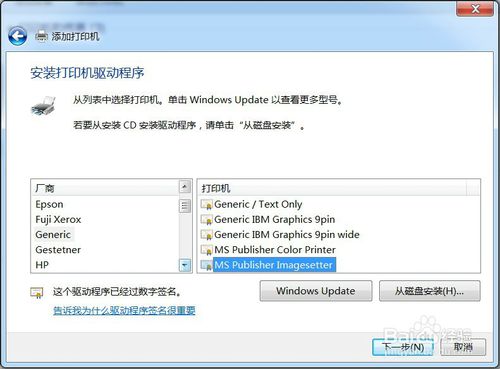 添加打印机
安装打印机驱动程序
从列表中选择打印机。单击 Windows Update 以查看更多型号。
若要从安装 CD 安装驱动程序，请单击“从磁盘安装”。
厂商
Epson
Fuji Xerox
Generic
Gestetner
HP
打印机
Generic / Text Only
Generic IBM Graphics 9pin
Generic IBM Graphics 9pin wide
MS Publisher Color Printer
MS Publisher Imagesetter
这个驱动程序已经过数字签名。
告诉我为什么驱动程序签名很重要
Windows Update
从磁盘安装(H)...
下一步(N)
取消
Baidu 经验